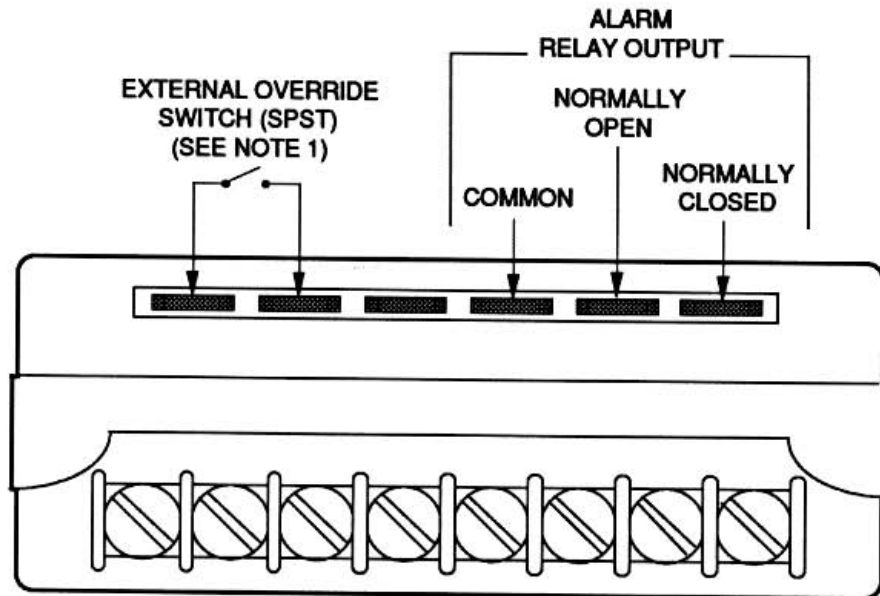 ALARM
RELAY OUTPUT
EXTERNAL OVERRIDE
SWITCH (SPST)
(SEE NOTE 1)
NORMALLY
OPEN
COMMON
NORMALLY
CLOSED